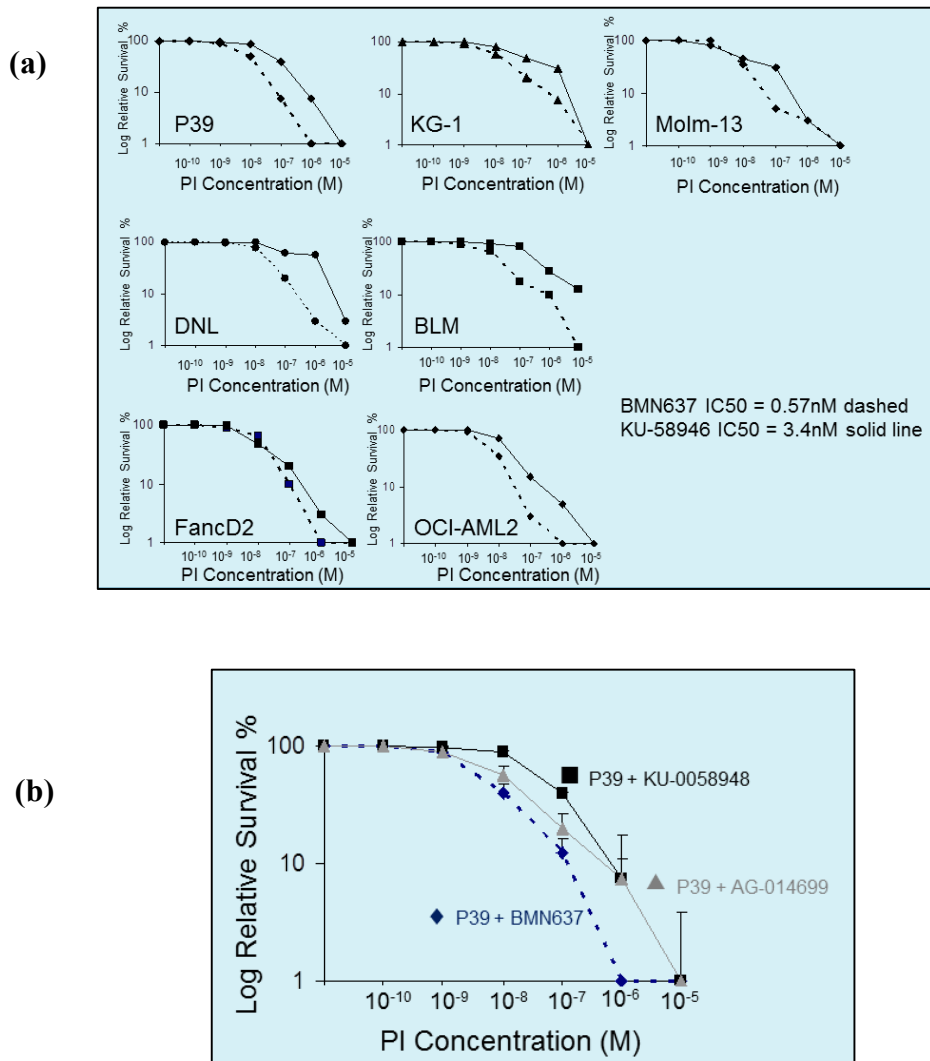 (a)
Log Relative Survival %
100
10
1
P39
10-10 10-9 10-8 10-7 10-6 10-5
PI Concentration (M)
Log Relative Survival %
100
10
1
KG-1
10-10 10-9 10-8 10-7 10-6 10-5
PI Concentration (M)
Log Relative Survival %
100
10
1
Molm-13
10-10 10-9 10-8 10-7 10-6 10-5
PI Concentration (M)
Log Relative Survival %
100
10
1
DNL
10-10 10-9 10-8 10-7 10-6 10-5
PI Concentration (M)
Log Relative Survival %
100
10
1
BLM
10-10 10-9 10-8 10-7 10-6 10-5
PI Concentration (M)
BMN637 IC50 = 0.57nM dashed
KU-58946 IC50 = 3.4nM solid line
Log Relative Survival %
100
10
1
FancD2
10-10 10-9 10-8 10-7 10-6 10-5
PI Concentration (M)
Log Relative Survival %
100
10
1
OCI-AML2
10-10 10-9 10-8 10-7 10-6 10-5
PI Concentration (M)
(b)
Log Relative Survival %
100
10
1
P39 + KU-0058948
P39 + AG-014699
P39 + BMN637
10-10 10-9 10-8 10-7 10-6 10-5
PI Concentration (M)